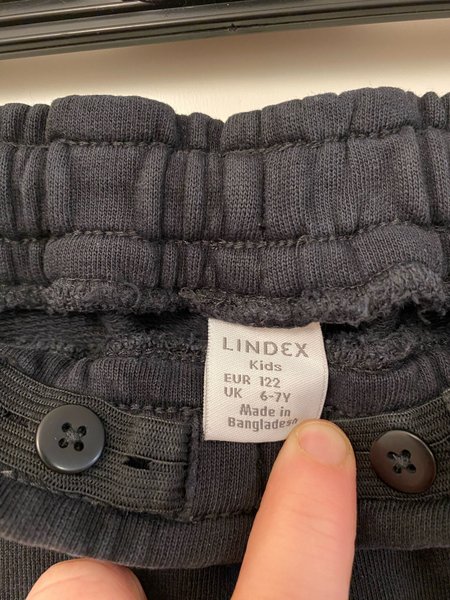 LINDEX
Kids
EUR 122
UK 6-7Y
Made in
Bangladesh